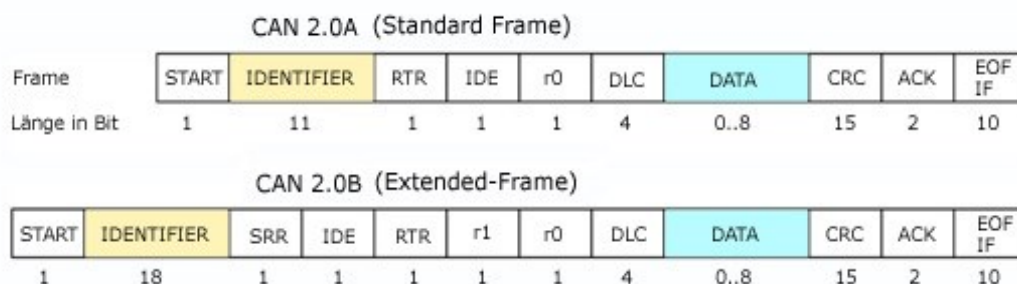 CAN 2.0A (Standard Frame)
Frame START IDENTIFIER RTR IDE r0 DLC DATA CRC ACK EOF IF
Länge in Bit 1 11 1 1 1 4 0..8 15 2 10
CAN 2.0B (Extended-Frame)
START IDENTIFIER SRR IDE RTR r1 r0 DLC DATA CRC ACK EOF IF
1 18 1 1 1 1 1 4 0..8 15 2 10